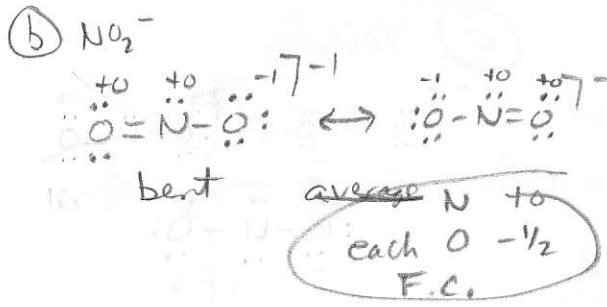 (b) NO₂⁻
+0 +0 -1 ]-1 -1 +0 +0 ]-
:Ö=N̈-Ö: ↔ :Ö-N̈=Ö
bent average N +0
each O -1/2
F.C.